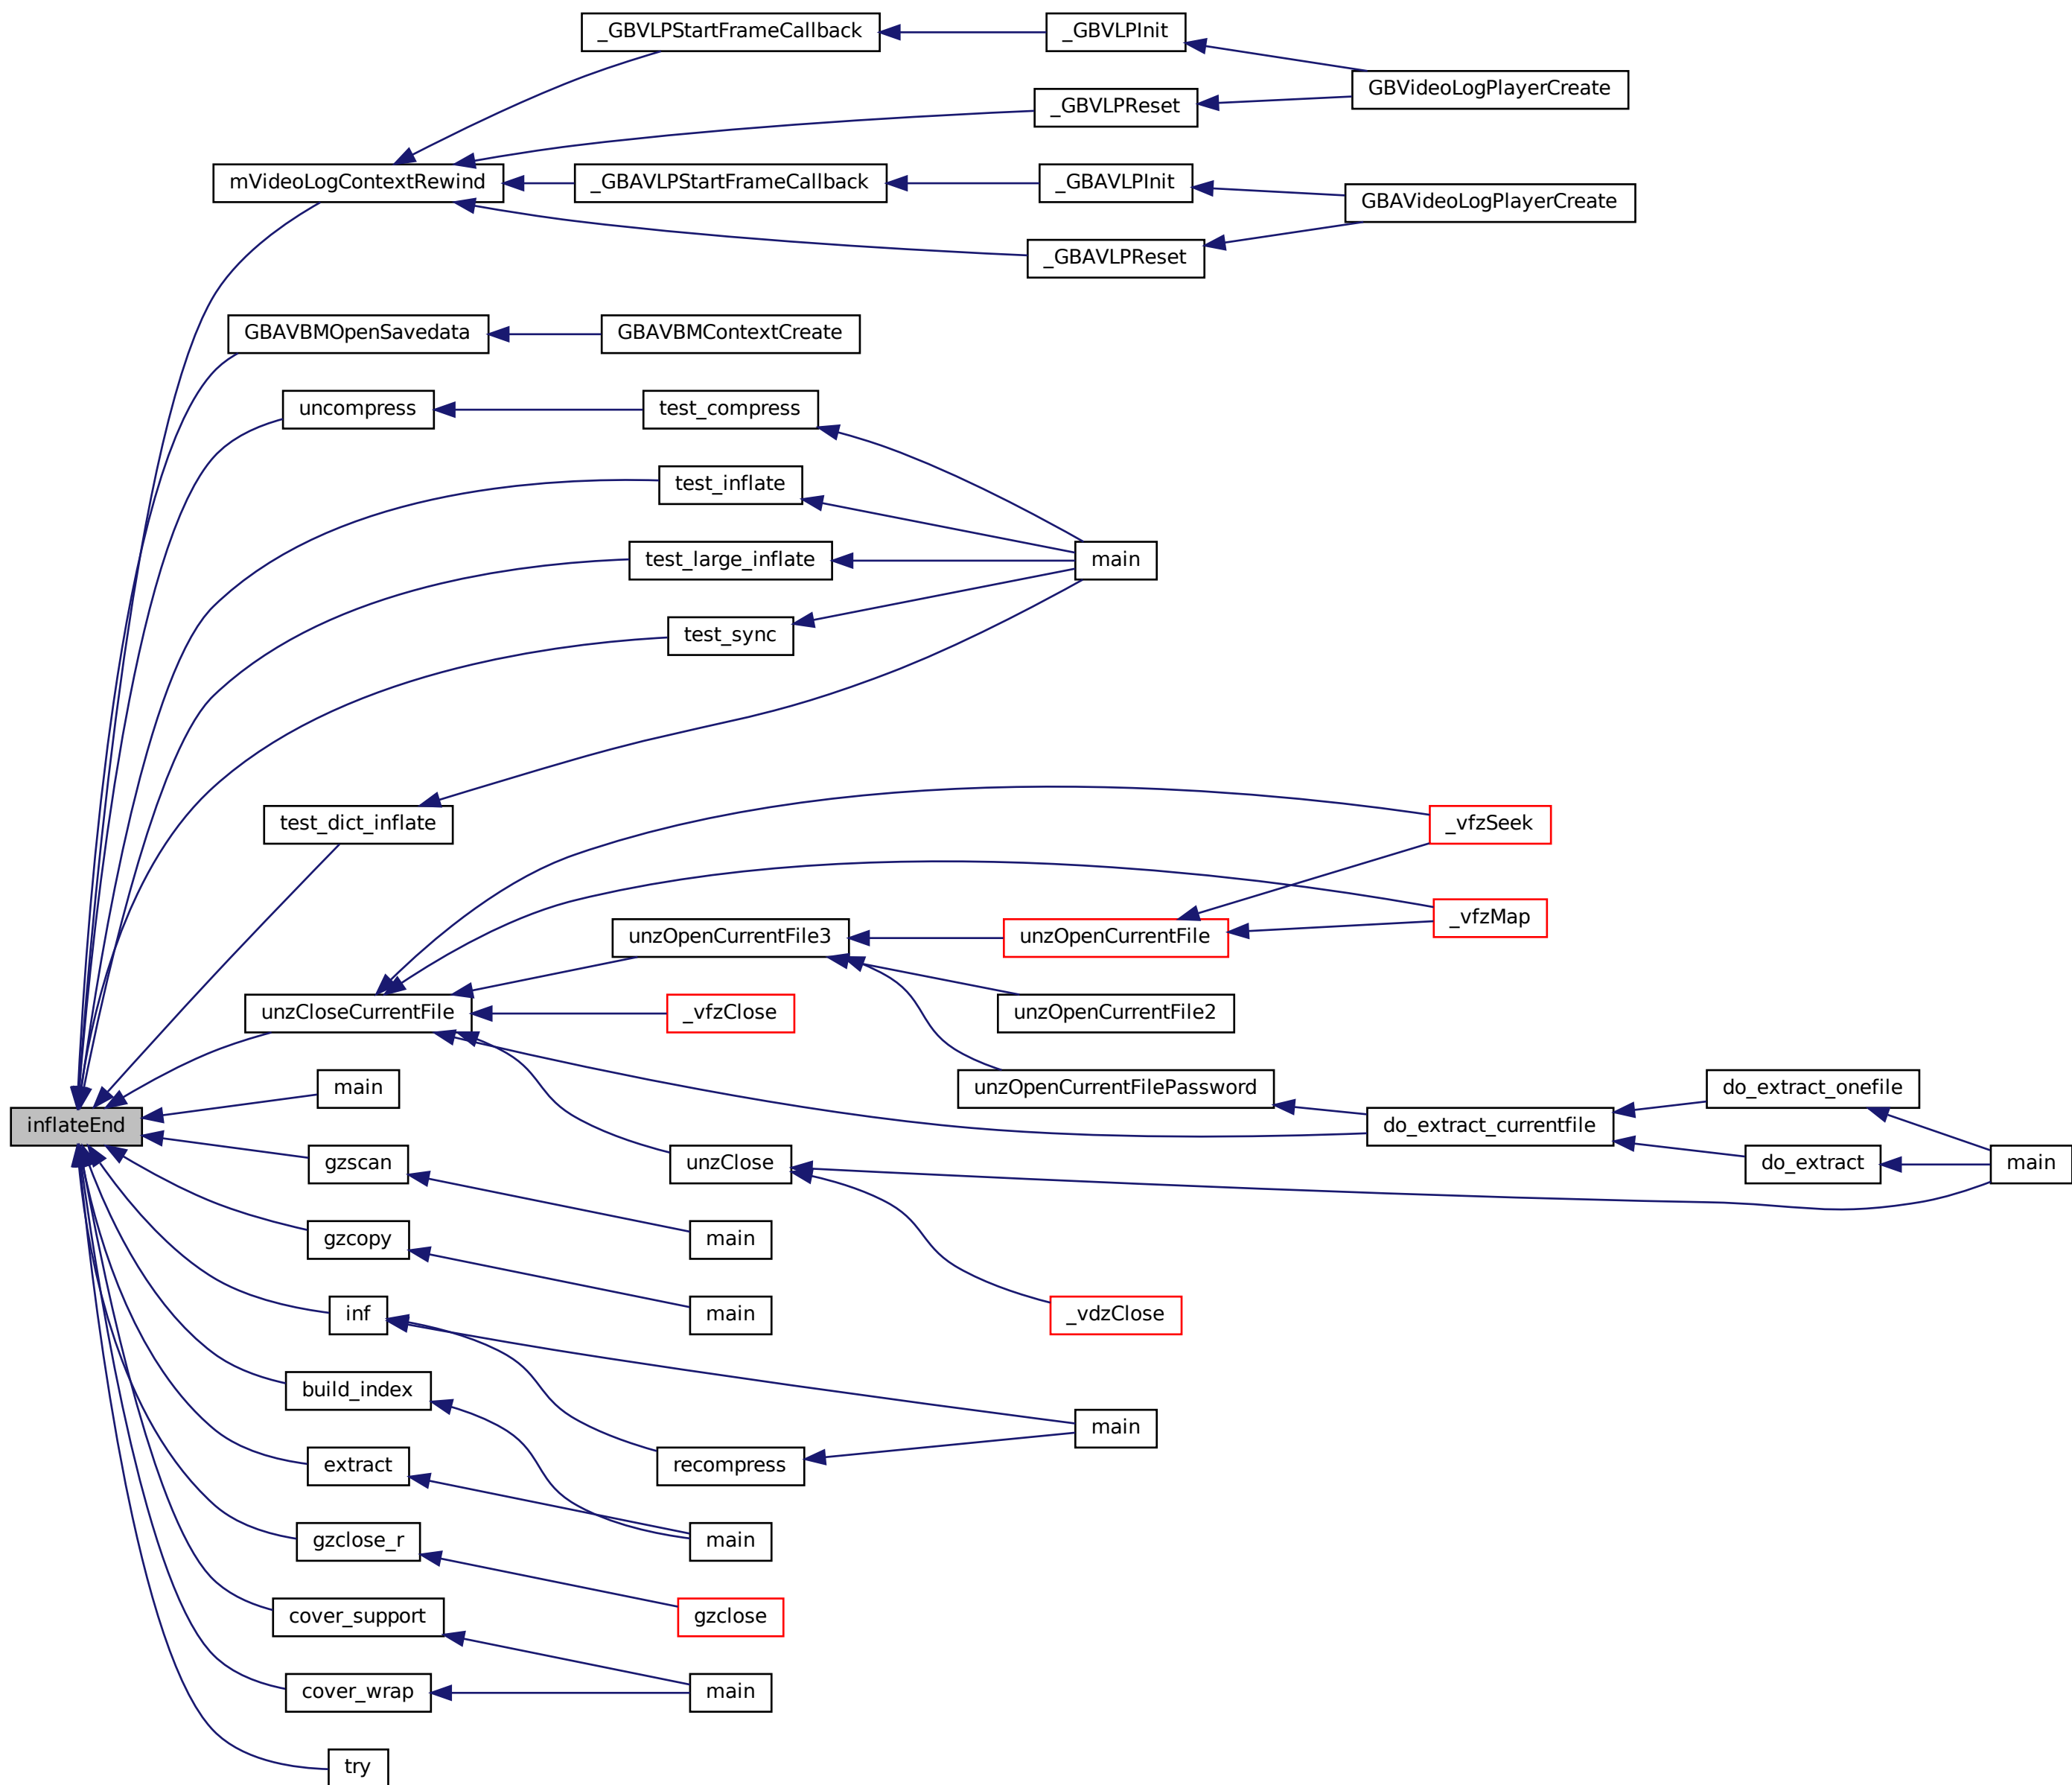 _GBVLPStartFrameCallback
_GBVLPInit
GBVideoLogPlayerCreate
_GBVLPReset
mVideoLogContextRewind
_GBAVLPStartFrameCallback
_GBAVLPInit
GBAVideoLogPlayerCreate
_GBAVLPReset
GBAVBMOpenSavedata
GBAVBMContextCreate
uncompress
test_compress
test_inflate
test_large_inflate
main
test_sync
test_dict_inflate
_vfzSeek
_vfzMap
unzOpenCurrentFile3
unzOpenCurrentFile
unzCloseCurrentFile
_vfzClose
unzOpenCurrentFile2
main
unzOpenCurrentFilePassword
do_extract_onefile
inflateEnd
do_extract_currentfile
gzscan
unzClose
do_extract
main
gzcopy
main
inf
main
_vdzClose
build_index
main
extract
recompress
gzclose_r
main
cover_support
gzclose
cover_wrap
main
try